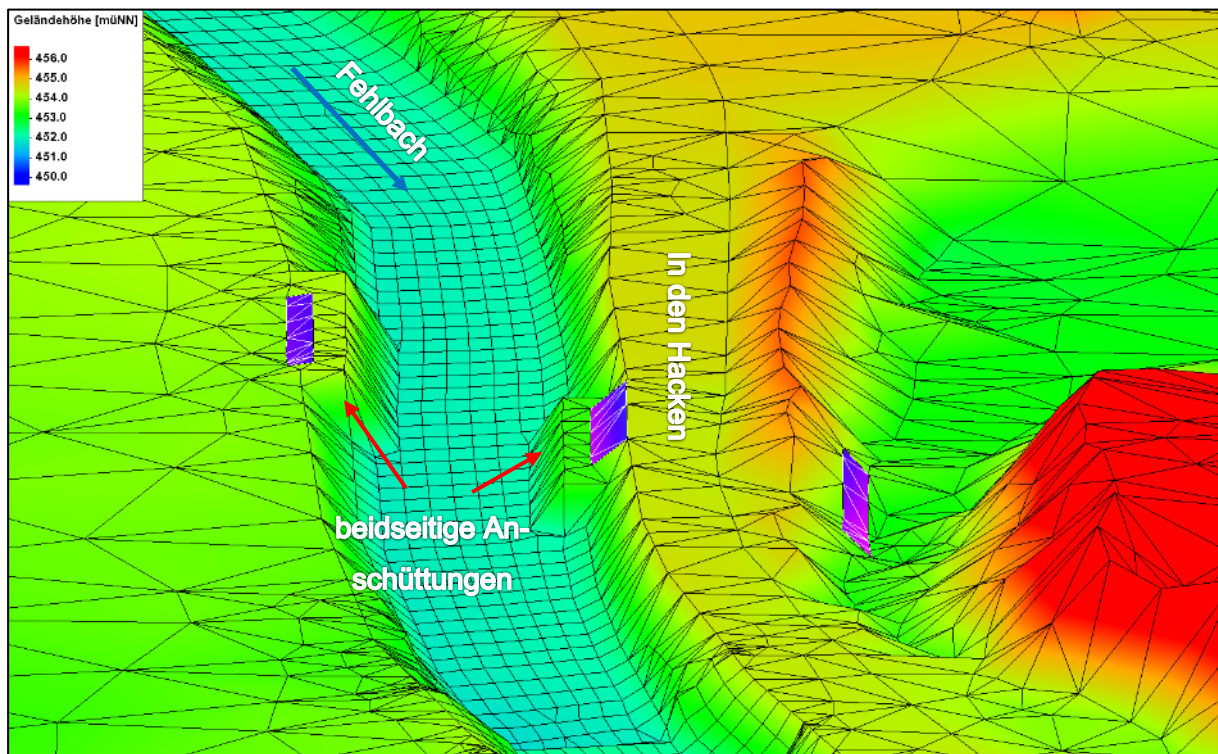 Geländehöhe [müNN]
456.0
455.0
454.0
453.0
452.0
451.0
450.0
Fehlbach
In den Hacken
beidseitige An-
schüttungen